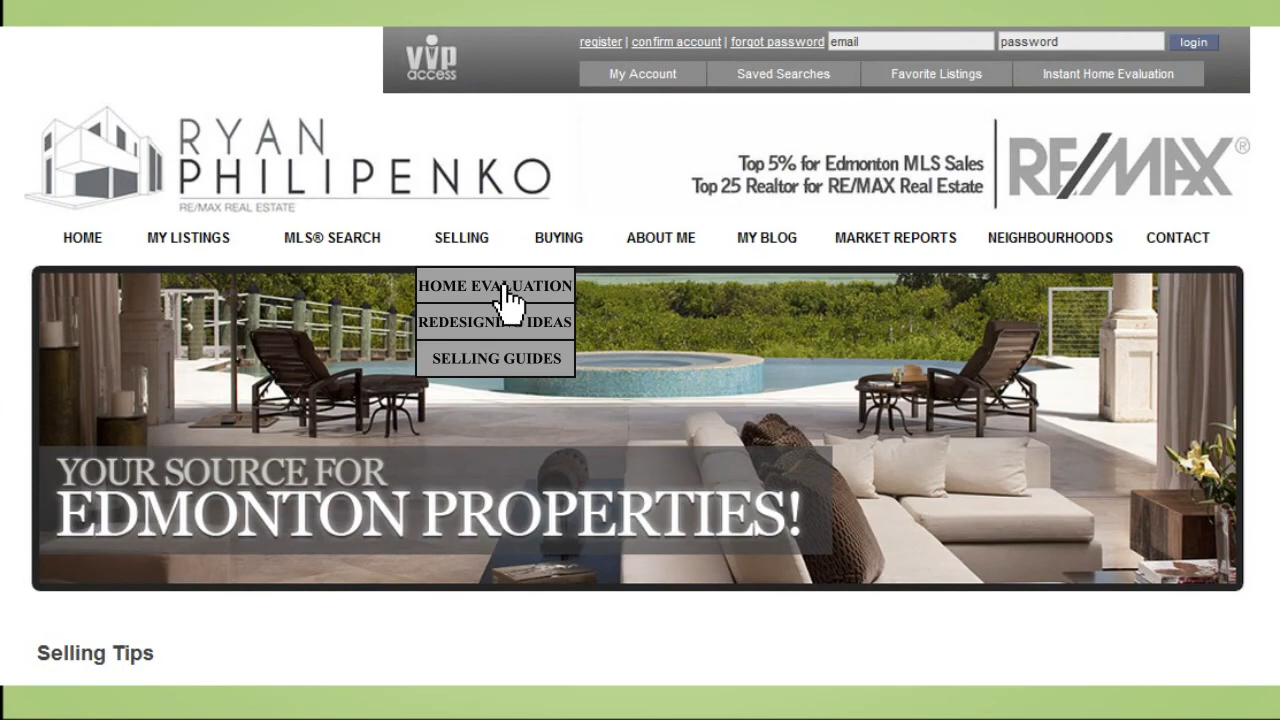 vip
access
register | confirm account | forgot password email password login
My Account Saved Searches Favorite Listings Instant Home Evaluation
RYAN
PHILIPENKO
RE/MAX REAL ESTATE
Top 5% for Edmonton MLS Sales
Top 25 Realtor for RE/MAX Real Estate
RE/MAX®
HOME MY LISTINGS MLS® SEARCH SELLING BUYING ABOUT ME MY BLOG MARKET REPORTS NEIGHBOURHOODS CONTACT
HOME EVALUATION
REDESIGNING IDEAS
SELLING GUIDES
YOUR SOURCE FOR
EDMONTON PROPERTIES!
Selling Tips